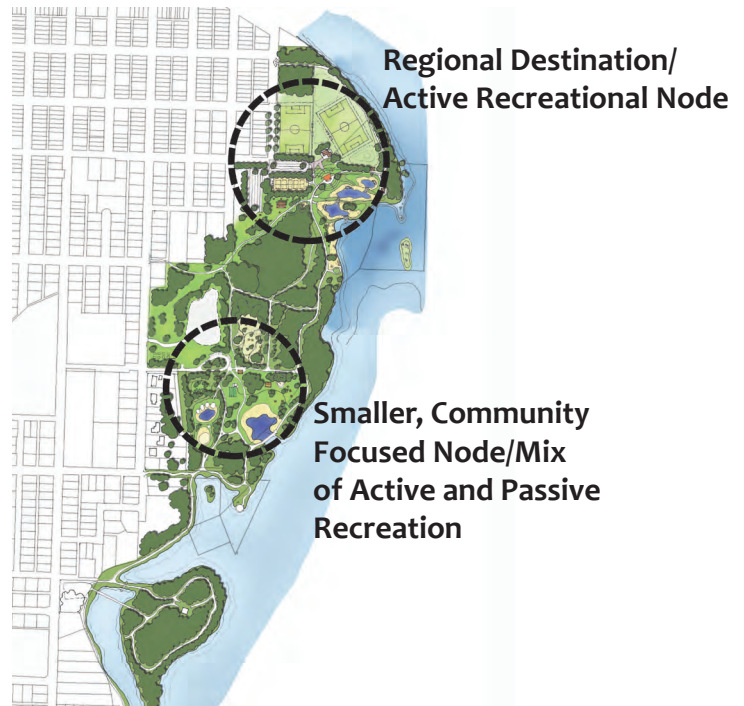 Regional Destination/
Active Recreational Node
Smaller, Community
Focused Node/Mix
of Active and Passive
Recreation